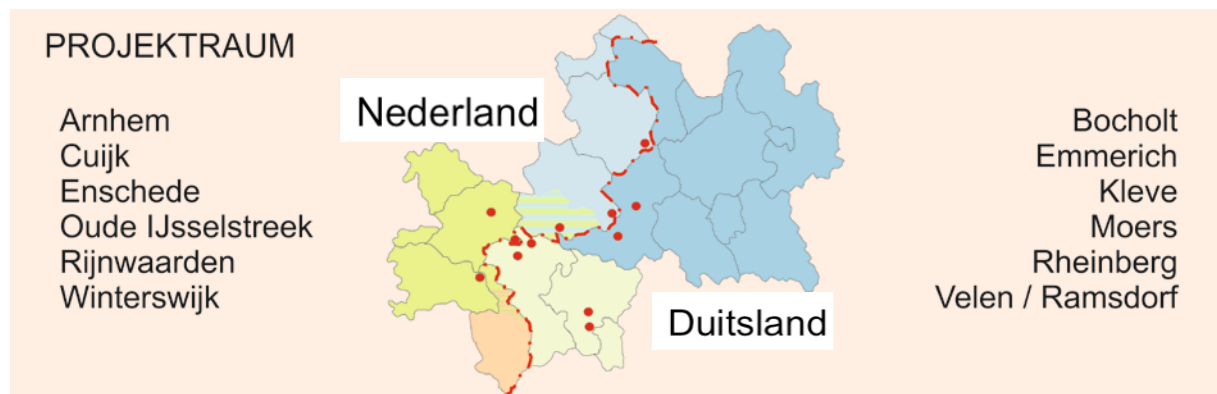 PROJEKTRAUM
Arnhem
Cuijk
Enschede
Oude IJsselstreek
Rijnwaarden
Winterswijk
Nederland
Duitsland
Bocholt
Emmerich
Kleve
Moers
Rheinberg
Velen / Ramsdorf